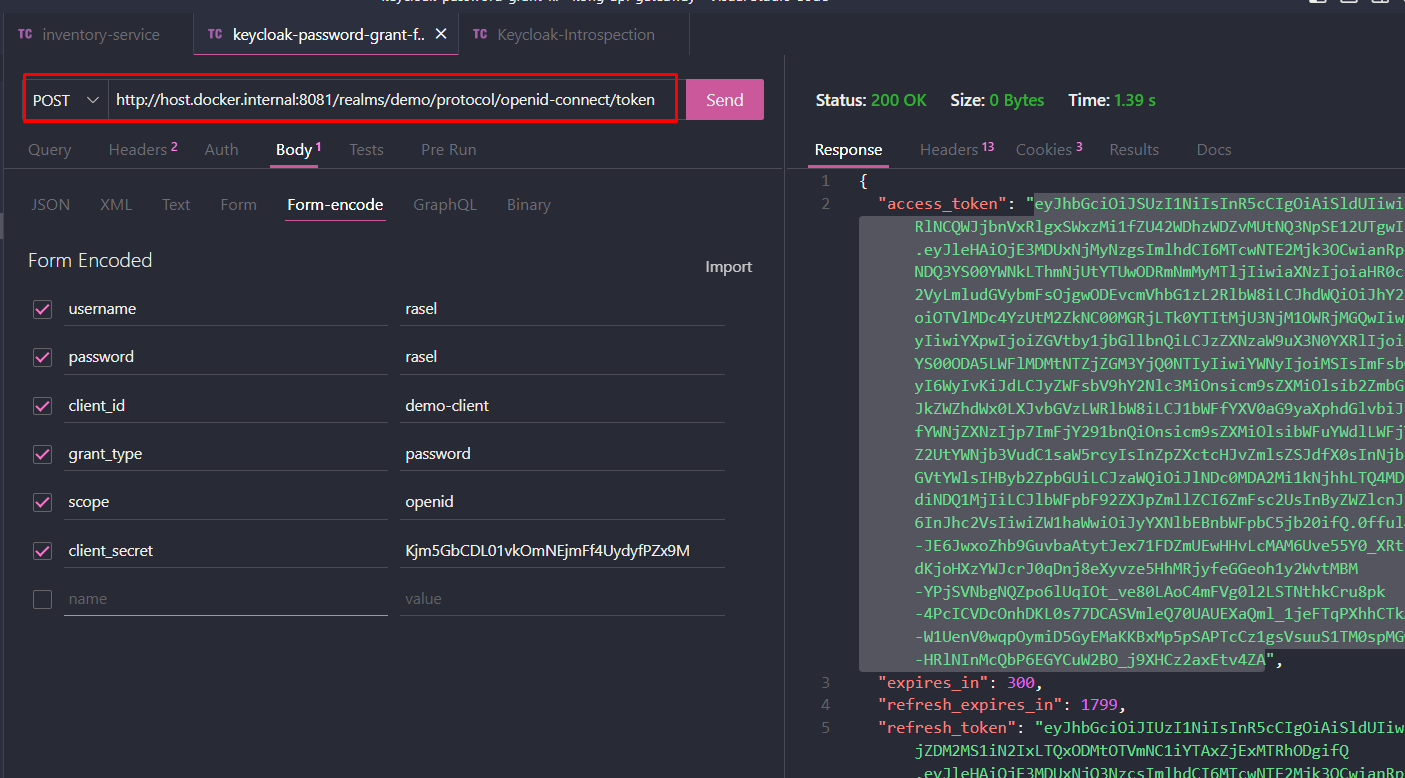 TC inventory-service TC keycloak-password-grant-f.. × TC Keycloak-Introspection
POST http://host.docker.internal:8081/realms/demo/protocol/openid-connect/token Send
Query Headers 2 Auth Body 1 Tests Pre Run
JSON XML Text Form Form-encode GraphQL Binary
Form Encoded
Import
username rasel
password rasel
client_id demo-client
grant_type password
scope openid
client_secret Kjm5GbCDL01vkOmNEjmFf4UydyfPZx9M
name value
Status: 200 OK Size: 0 Bytes Time: 1.39 s
Response Headers 13 Cookies 3 Results Docs
1 {
2 "access_token": "eyJhbGciOiJSUzI1NiIsInR5cCIgOiAiSldUIiwi
RlNCQWJjbnVxRlgxSWxzMi1fZU42WDhzWDZvMUtNQ3NpSE12UTgwI
.eyJleHAiOjE3MDUxNjMyNzgsImlhdCI6MTcwNTE2Mjk3OCwianRp
NDQ3YS00YWNkLThmNjUtYTUwODRmNmMyMTljIiwiaXNzIjoiaHR0c
2VyLmludGVybmFsOjgwODEvcmVhbG1zL2RlbW8iLCJhdWQiOiJhY2
oiOTVlMDc4YzUtM2ZkNC00MGRjLTk0YTItMjU3NjM1OWRjMGQwIiw
yIiwiYXpwIjoiZGVtby1jbGllbnQiLCJzZXNzaW9uX3N0YXRlIjoi
YS00ODA5LWFlMDMtNTZjZGM3YjQ0NTIyIiwiYWNyIjoiMSIsImFsb
yI6WyIvKiJdLCJyZWFsbV9hY2Nlc3MiOnsicm9sZXMiOlsib2ZmbG
JkZWZhdWx0LXJvbGVzLWRlbW8iLCJ1bWFfYXV0aG9yaXphdGlvbiJ
fYWNjZXNzIjp7ImFjY291bnQiOnsicm9sZXMiOlsibWFuYWdlLWFj
Z2UtYWNjb3VudC1saW5rcyIsInZpZXctcHJvZmlsZSJdfX0sInNjb
GVtYWlsIHByb2ZpbGUiLCJzaWQiOiJlNDc0MDA2Mi1kNjhhLTQ4MD
diNDQ1MjIiLCJlbWFpbF92ZXJpZmllZCI6ZmFsc2UsInByZWZlcnJ
6InJhc2VsIiwiZW1haWwiOiJyYXNlbEBnbWFpbC5jb20ifQ.0fful
-JE6JwxoZhb9GuvbaAtytJex71FDZmUEwHHvLcMAM6Uve55Y0_XRt
dKjoHXzYWJcrJ0qDnj8eXyvze5HhMRjyfeGGeoh1y2WvtMBM
-YPjSVNbgNQZpo6lUqIOt_ve80LAoC4mFVg0l2LSTNthkCru8pk
-4PcICVDcOnhDKL0s77DCASVmleQ70UAUEXaQml_1jeFTqPXhhCTk
-W1UenV0wqpOymiD5GyEMaKKBxMp5pSAPTcCz1gsVsuuS1TM0spMG
-HRlNInMcQbP6EGYCuW2BO_j9XHCz2axEtv4ZA",
3 "expires_in": 300,
4 "refresh_expires_in": 1799,
5 "refresh_token": "eyJhbGciOiJIUzI1NiIsInR5cCIgOiAiSldUIiw
jZDM2MS1iN2IxLTQxODMtOTVmNC1iYTAxZjExMTRhODgifQ
.eyJleHAiOjE3MDUxNjQ3NzcsImlhdCI6MTcwNTE2Mjk3OCwianRp